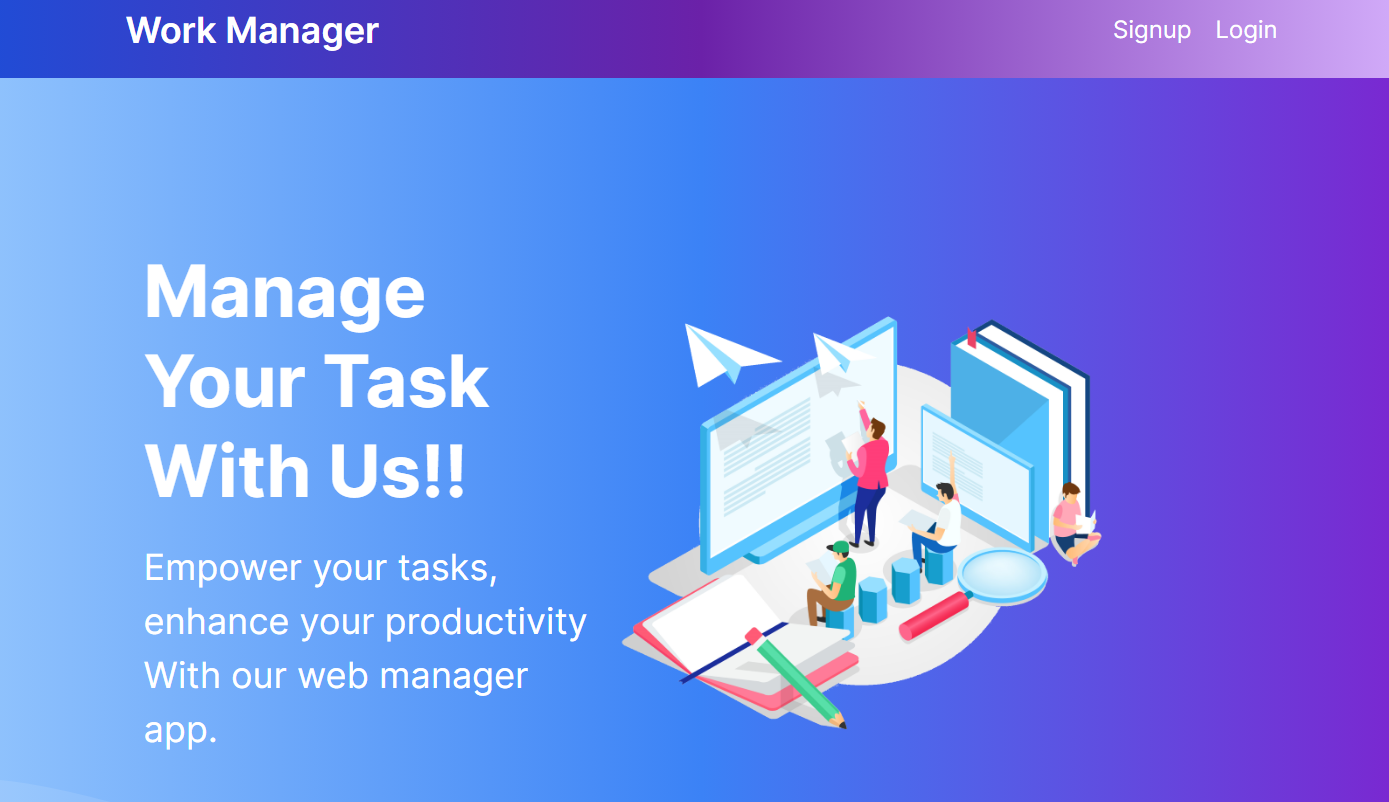 Work Manager
Signup Login
Manage
Your Task
With Us!!
Empower your tasks,
enhance your productivity
With our web manager
app.